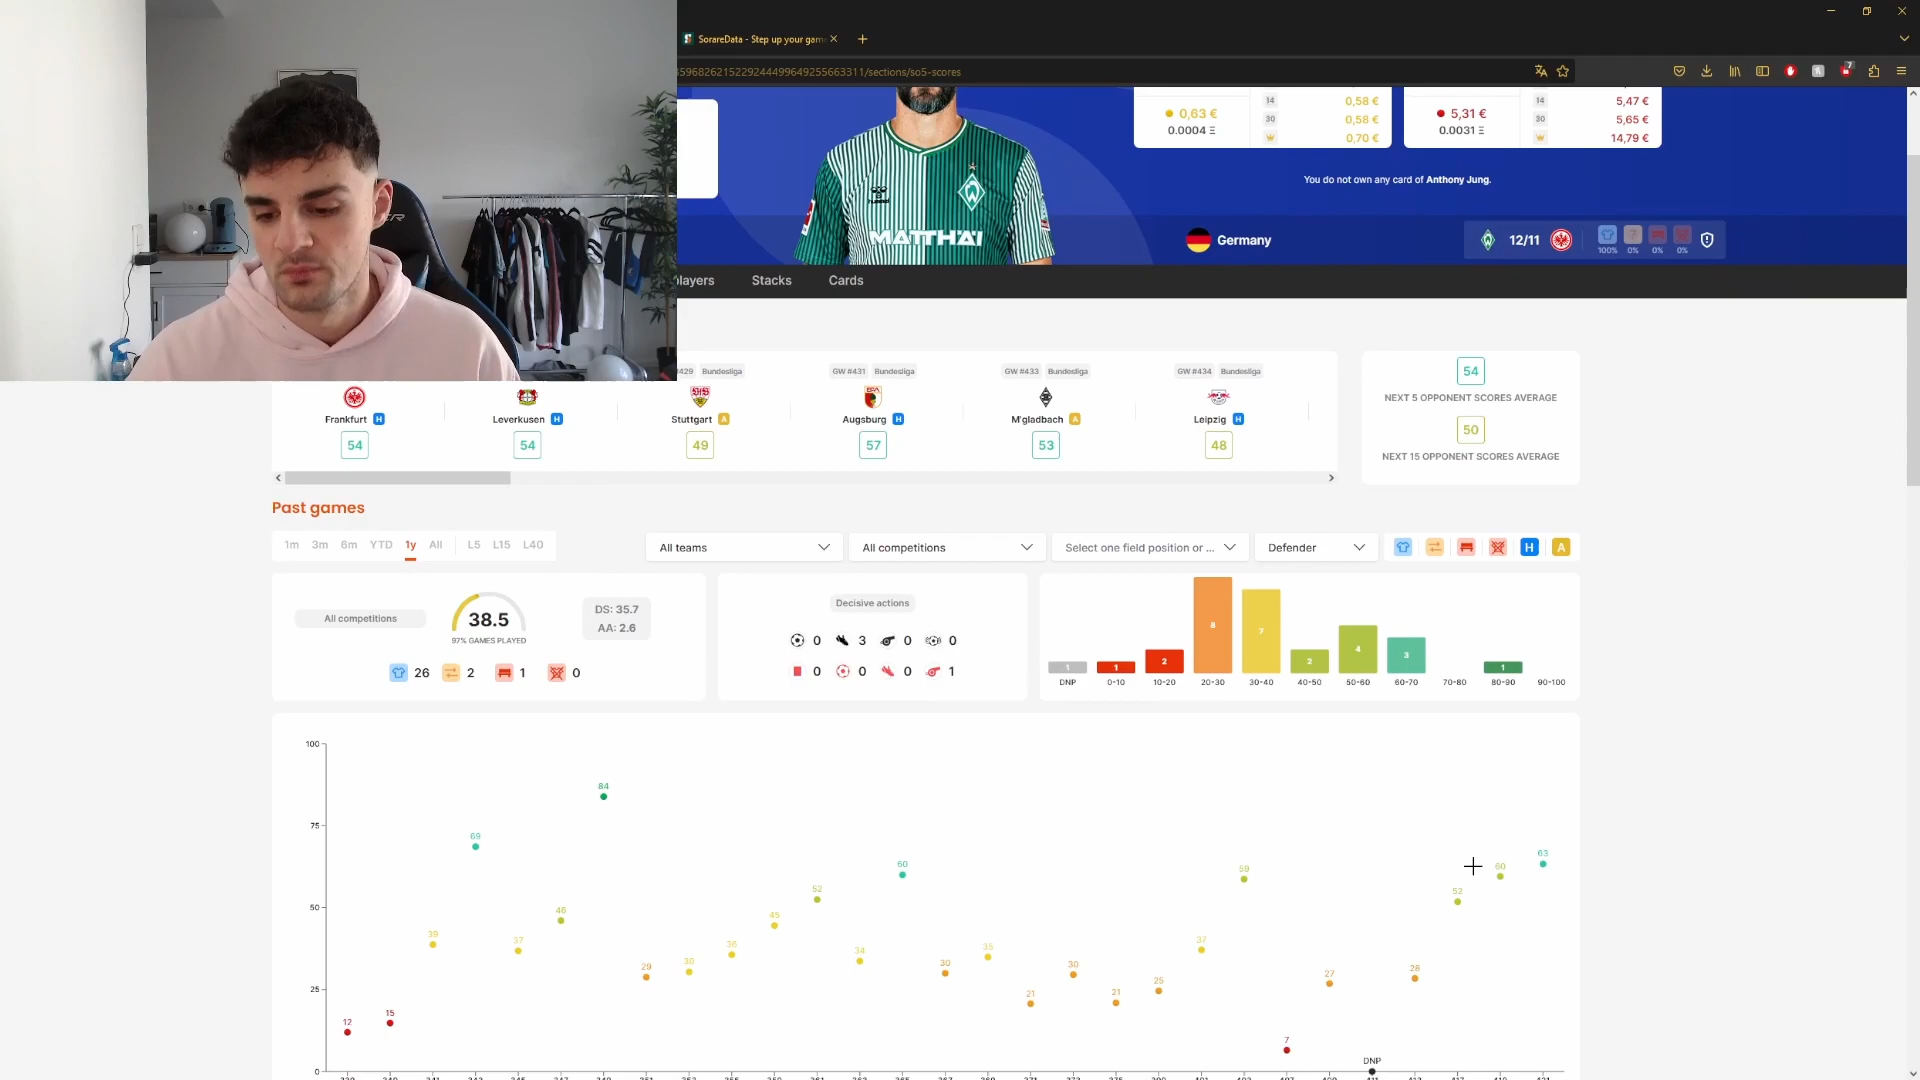 SorareData - Step up your gam
59682621522924449964925566331​1/sections/so5-scores
7
14
0,58 €
14
5,47 €
0,63 €
30
0,58 €
5,31 €
30
5,65 €
0.0004 Ξ
0,70 €
0.0031 Ξ
14,79 €
You do not own any card of Anthony Jung.
MATTHÄI
Germany
12/11
100% 0% 0% 0%
layers
Stacks
Cards
429 Bundesliga
GW #431 Bundesliga
GW #433 Bundesliga
GW #434 Bundesliga
Frankfurt H
Leverkusen H
Stuttgart A
Augsburg H
M'gladbach A
Leipzig H
54
54
49
57
53
48
54
NEXT 5 OPPONENT SCORES AVERAGE
50
NEXT 15 OPPONENT SCORES AVERAGE
Past games
1m 3m 6m YTD 1y All L5 L15 L40
All teams
All competitions
Select one field position or ...
Defender
H
A
All competitions
38.5
97% GAMES PLAYED
DS: 35.7
AA: 2.6
26 2 1 0
Decisive actions
0 3 0 0
0 0 0 1
1 1 2 8 7 2 4 3 1
DNP 0-10 10-20 20-30 30-40 40-50 50-60 60-70 70-80 80-90 90-100
100
75
50
25
0
12 15 39 69 37 46 84 29 30 36 45 52 34 60 30 35 21 30 21 25 37 59 7 27 DNP 28 52 60 63